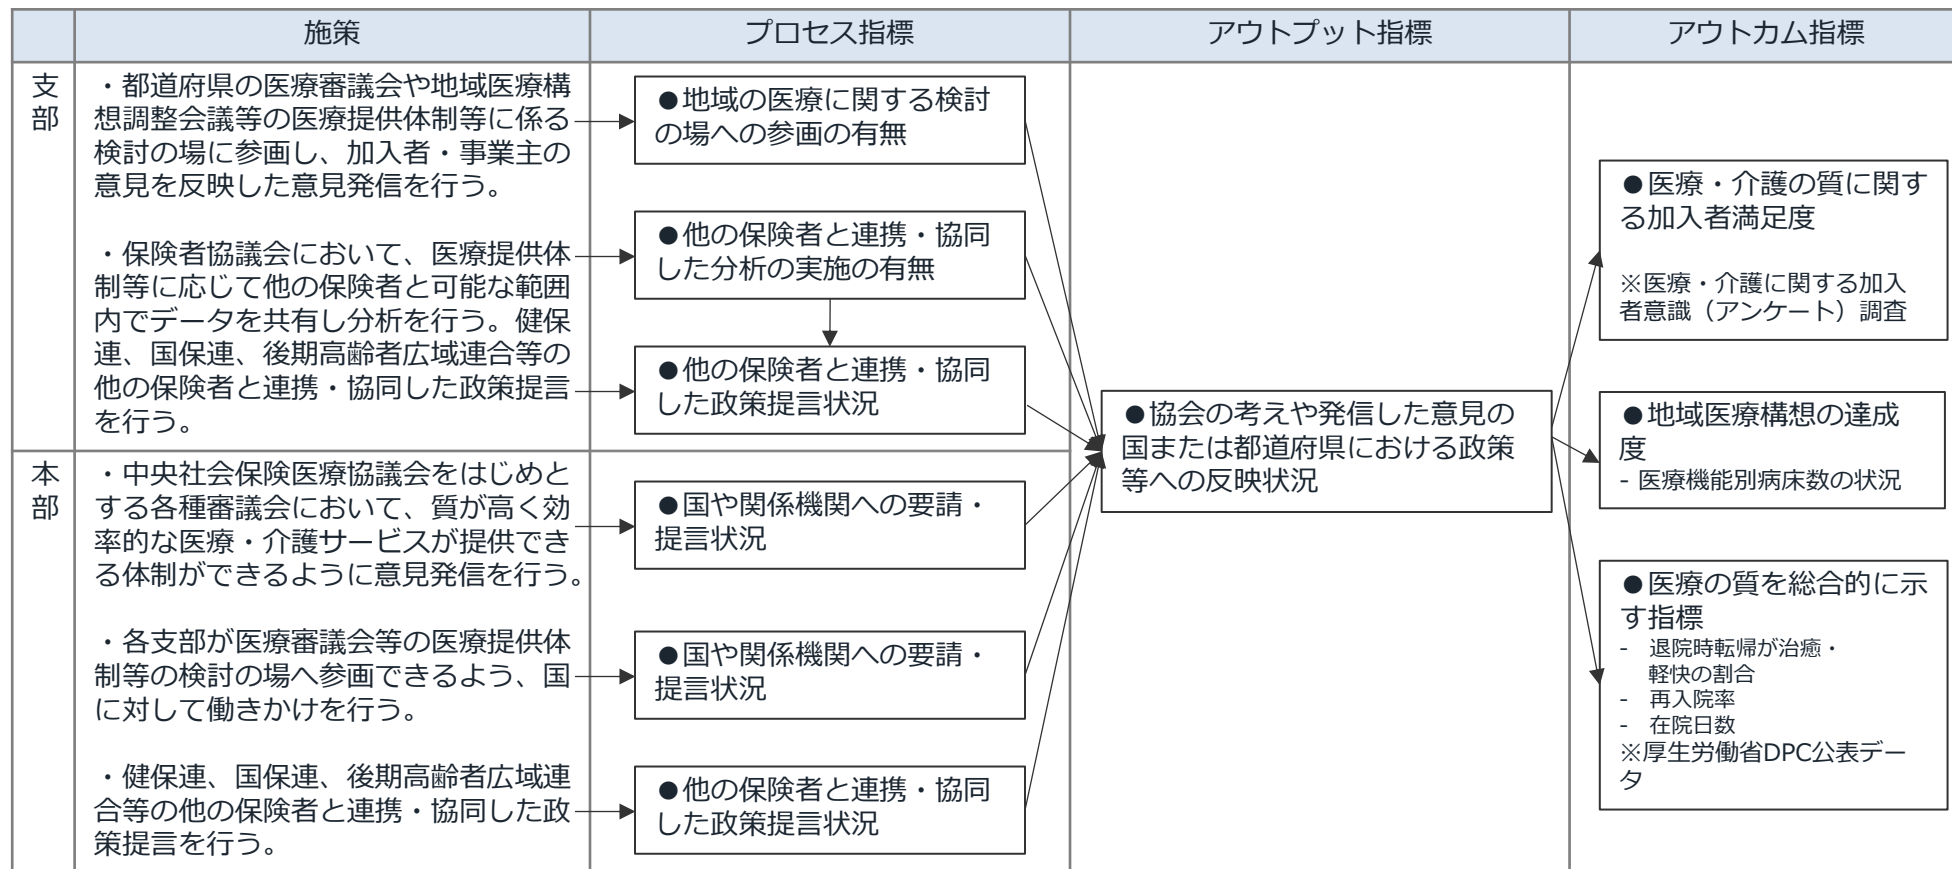 施策
プロセス指標
アウトプット指標
アウトカム指標
支
部
・都道府県の医療審議会や地域医療構
想調整会議等の医療提供体制等に係る
検討の場に参画し、加入者・事業主の
意見を反映した意見発信を行う。
・保険者協議会において、医療提供体
制等に応じて他の保険者と可能な範囲
内でデータを共有し分析を行う。健保
連、国保連、後期高齢者広域連合等の
他の保険者と連携・協同した政策提言
を行う。
●地域の医療に関する検討
の場への参画の有無
●他の保険者と連携・協同
した分析の実施の有無
●他の保険者と連携・協同
した政策提言状況
本
部
・中央社会保険医療協議会をはじめと
する各種審議会において、質が高く効
率的な医療・介護サービスが提供でき
る体制ができるように意見発信を行う。
・各支部が医療審議会等の医療提供体
制等の検討の場へ参画できるよう、国
に対して働きかけを行う。
・健保連、国保連、後期高齢者広域連
合等の他の保険者と連携・協同した政
策提言を行う。
●国や関係機関への要請・
提言状況
●国や関係機関への要請・
提言状況
●他の保険者と連携・協同
した政策提言状況
●協会の考えや発信した意見の
国または都道府県における政策
等への反映状況
●医療・介護の質に関す
る加入者満足度
※医療・介護に関する加入
者意識（アンケート）調査
●地域医療構想の達成
度
- 医療機能別病床数の状況
●医療の質を総合的に示
す指標
- 退院時転帰が治癒・
軽快の割合
- 再入院率
- 在院日数
※厚生労働省DPC公表デー
タ